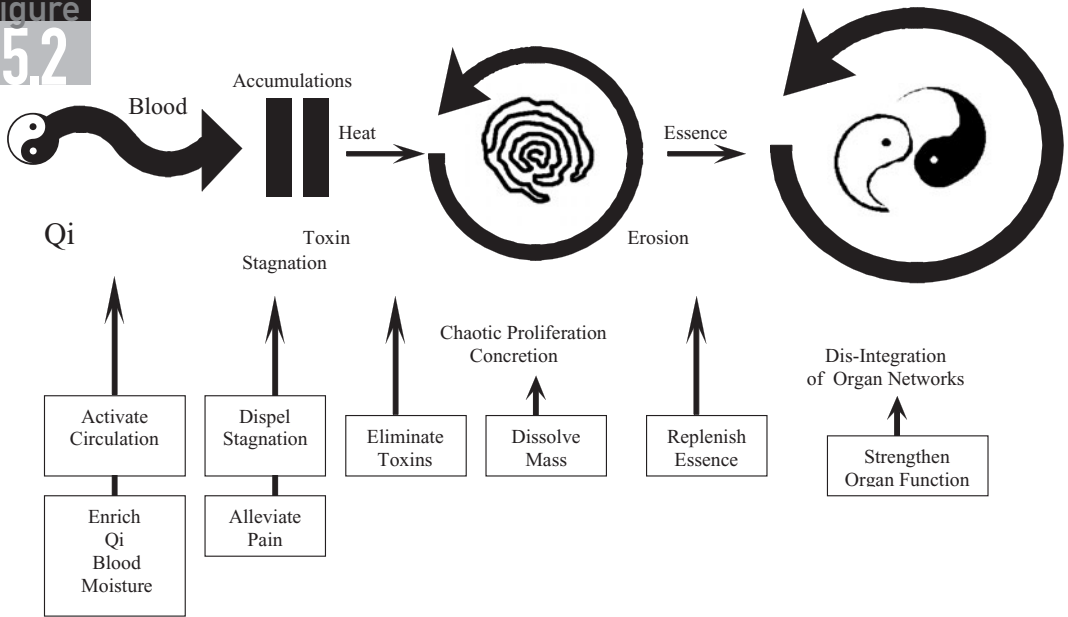 Figure
5.2
Accumulations
Blood
Heat
Essence
Qi
Toxin
Stagnation
Erosion
Chaotic Proliferation
Concretion
Dis-Integration
of Organ Networks
Activate
Circulation
Dispel
Stagnation
Eliminate
Toxins
Dissolve
Mass
Replenish
Essence
Strengthen
Organ Function
Enrich
Qi
Blood
Moisture
Alleviate
Pain